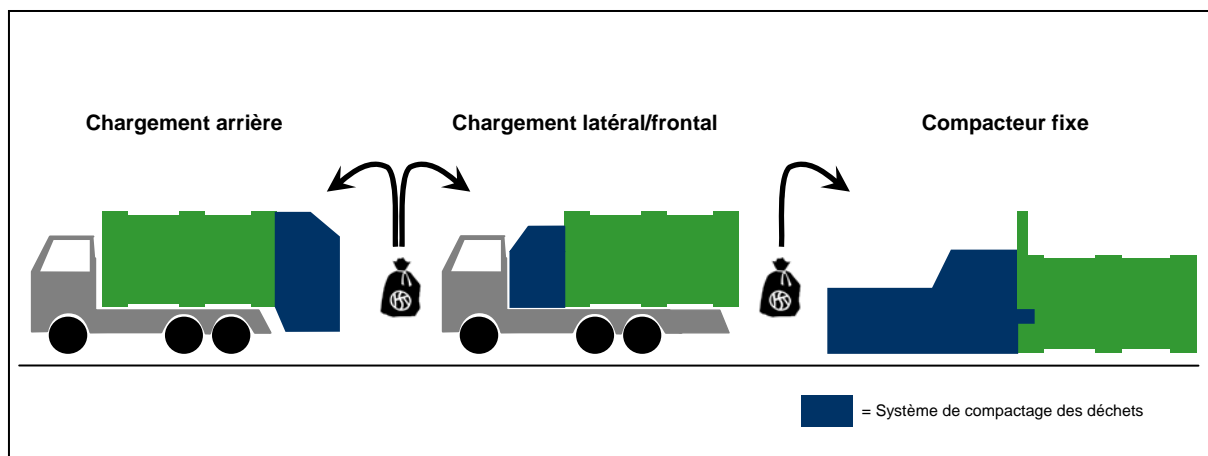 Chargement arrière
Chargement latéral/frontal
Compacteur fixe
= Système de compactage des déchets